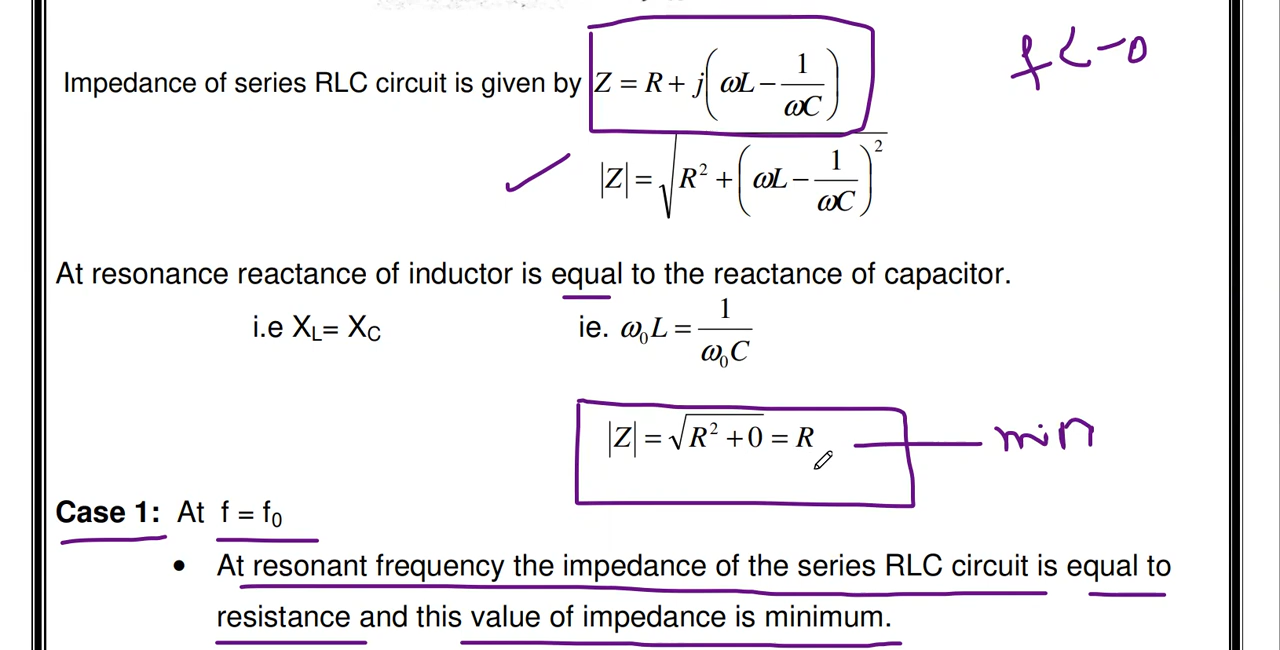 f < - 0
Impedance of series RLC circuit is given by Z = R + j(ωL − 1/ωC)
|Z| = √(R² + (ωL − 1/ωC)²)
At resonance reactance of inductor is equal to the reactance of capacitor.
i.e X_L= X_C ie. ω₀L = 1/ω₀C
|Z| = √(R² + 0) = R min
Case 1: At f = f₀
• At resonant frequency the impedance of the series RLC circuit is equal to
resistance and this value of impedance is minimum.